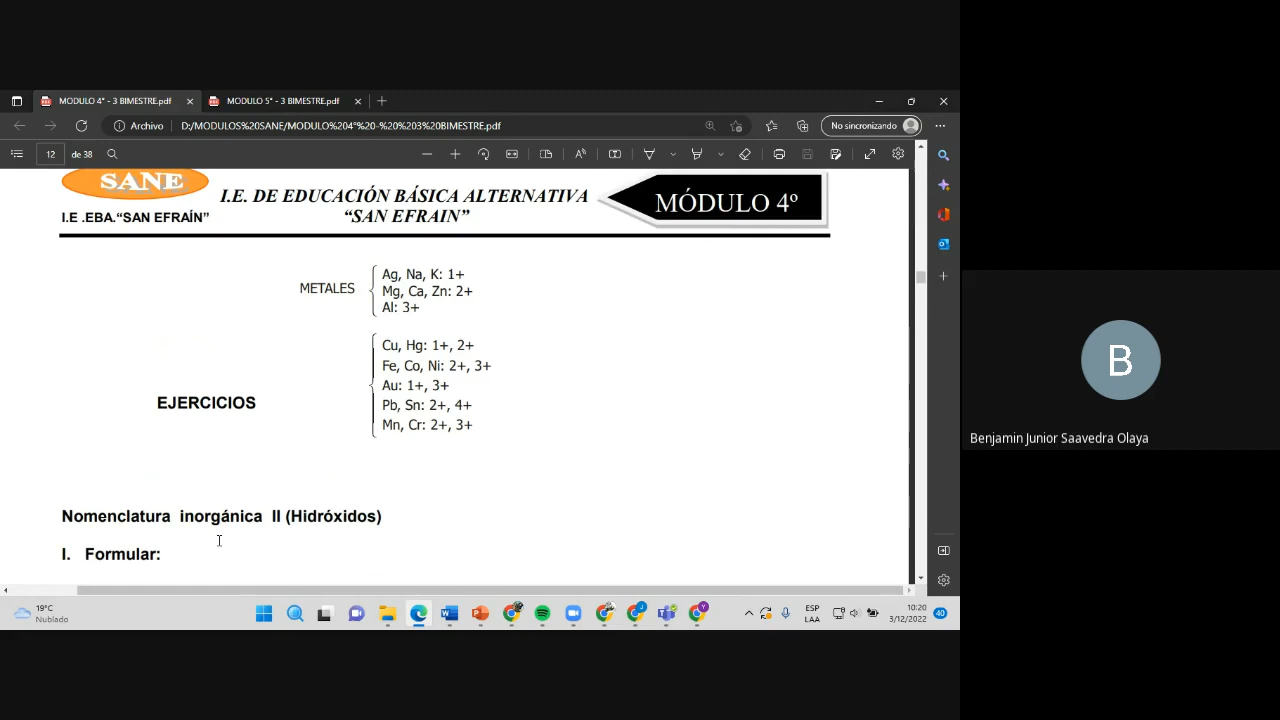 MODULO 4° - 3 BIMESTRE.pdf
MODULO 5° - 3 BIMESTRE.pdf
Archivo
D:/MODULOS%20SANE/MODULO%204°%20-%20%203%20BIMESTRE.pdf
No sincronizando
12
de 38
SANE
I.E .EBA.“SAN EFRAÍN”
I.E. DE EDUCACIÓN BÁSICA ALTERNATIVA
“SAN EFRAIN”
MÓDULO 4º
METALES
Ag, Na, K: 1+
Mg, Ca, Zn: 2+
Al: 3+
EJERCICIOS
Cu, Hg: 1+, 2+
Fe, Co, Ni: 2+, 3+
Au: 1+, 3+
Pb, Sn: 2+, 4+
Mn, Cr: 2+, 3+
Nomenclatura inorgánica II (Hidróxidos)
I. Formular:
19°C
Nublado
ESP
LAA
10:20
3/12/2022
40
B
Benjamin Junior Saavedra Olaya